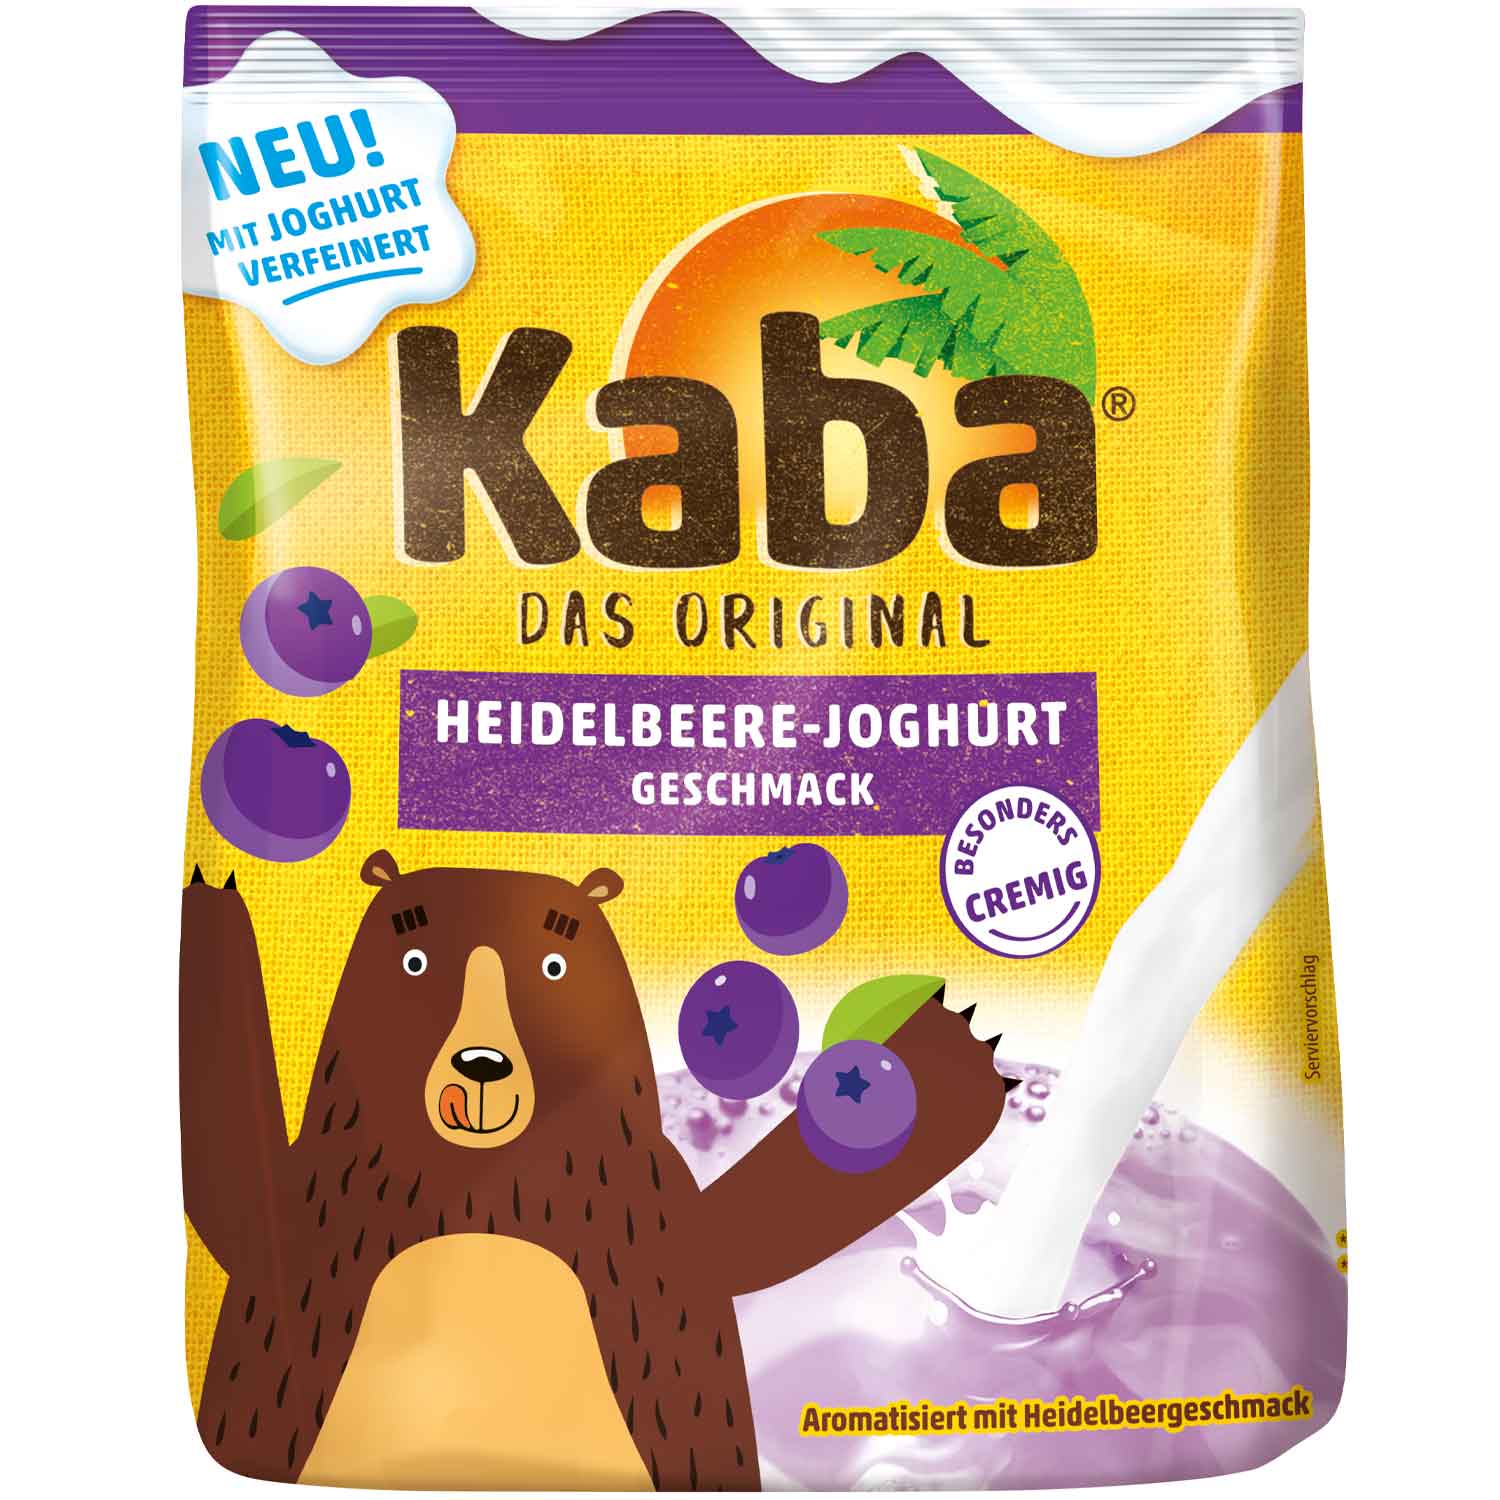 NEU!
MIT JOGHURT
VERFEINERT
Kaba®
DAS ORIGINAL
HEIDELBEERE-JOGHURT
GESCHMACK
BESONDERS
CREMIG
Serviervorschlag
Aromatisiert mit Heidelbeergeschmack